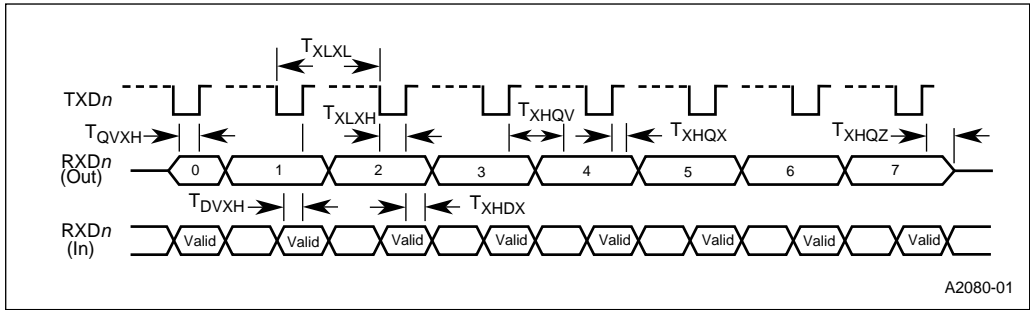 TXLXL
TXDn
TXLXH
TXHQV
TQVXH
TXHQX
TXHQZ
RXDn
(Out)
0 1 2 3 4 5 6 7
TDVXH
TXHDX
RXDn
(In)
Valid Valid Valid Valid Valid Valid Valid Valid
A2080-01